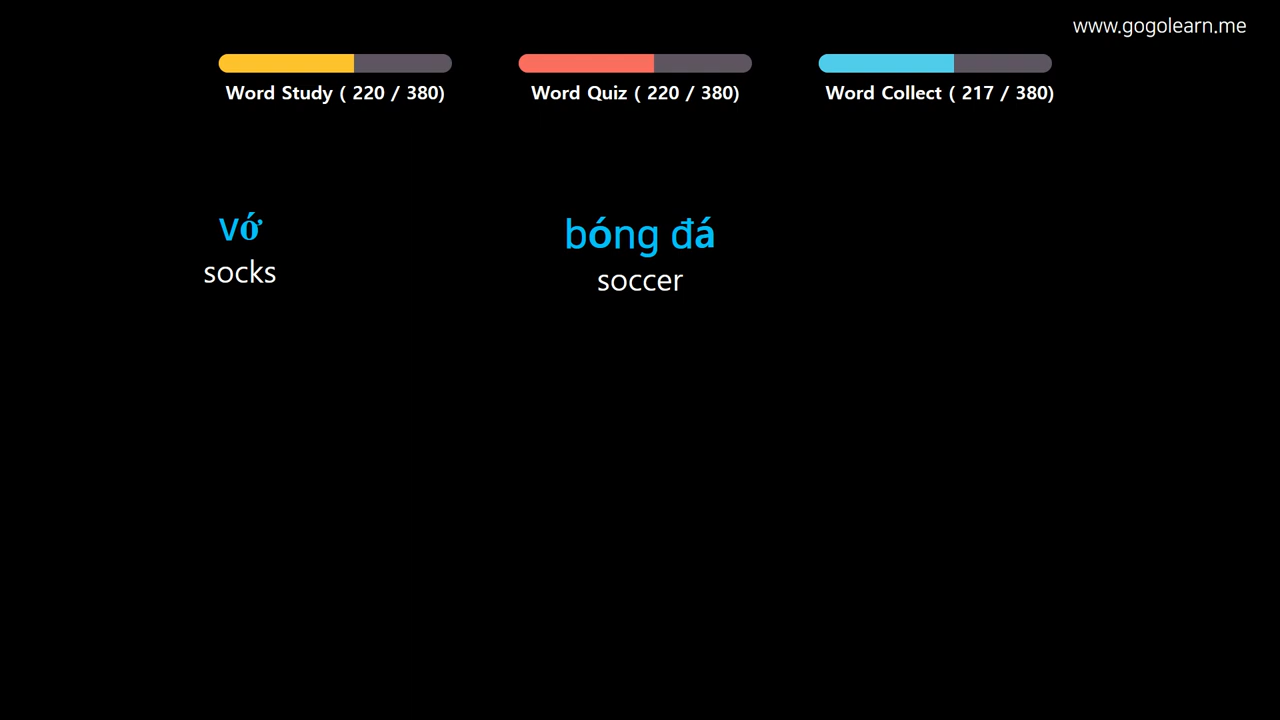 www.gogolearn.me
Word Study ( 220 / 380)
Word Quiz ( 220 / 380)
Word Collect ( 217 / 380)
vớ
socks
bóng đá
soccer